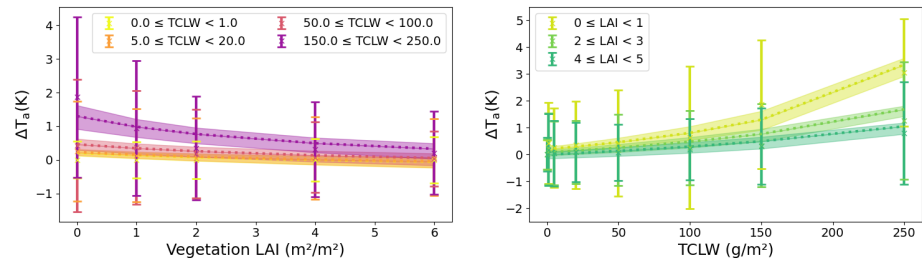 0.0 ≤ TCLW < 1.0
5.0 ≤ TCLW < 20.0
50.0 ≤ TCLW < 100.0
150.0 ≤ TCLW < 250.0
4
3
2
1
0
−1
ΔTₐ(K)
0 1 2 3 4 5 6
Vegetation LAI (m²/m²)
0 ≤ LAI < 1
2 ≤ LAI < 3
4 ≤ LAI < 5
5
4
3
2
1
0
−1
−2
ΔTₐ(K)
0 50 100 150 200 250
TCLW (g/m²)